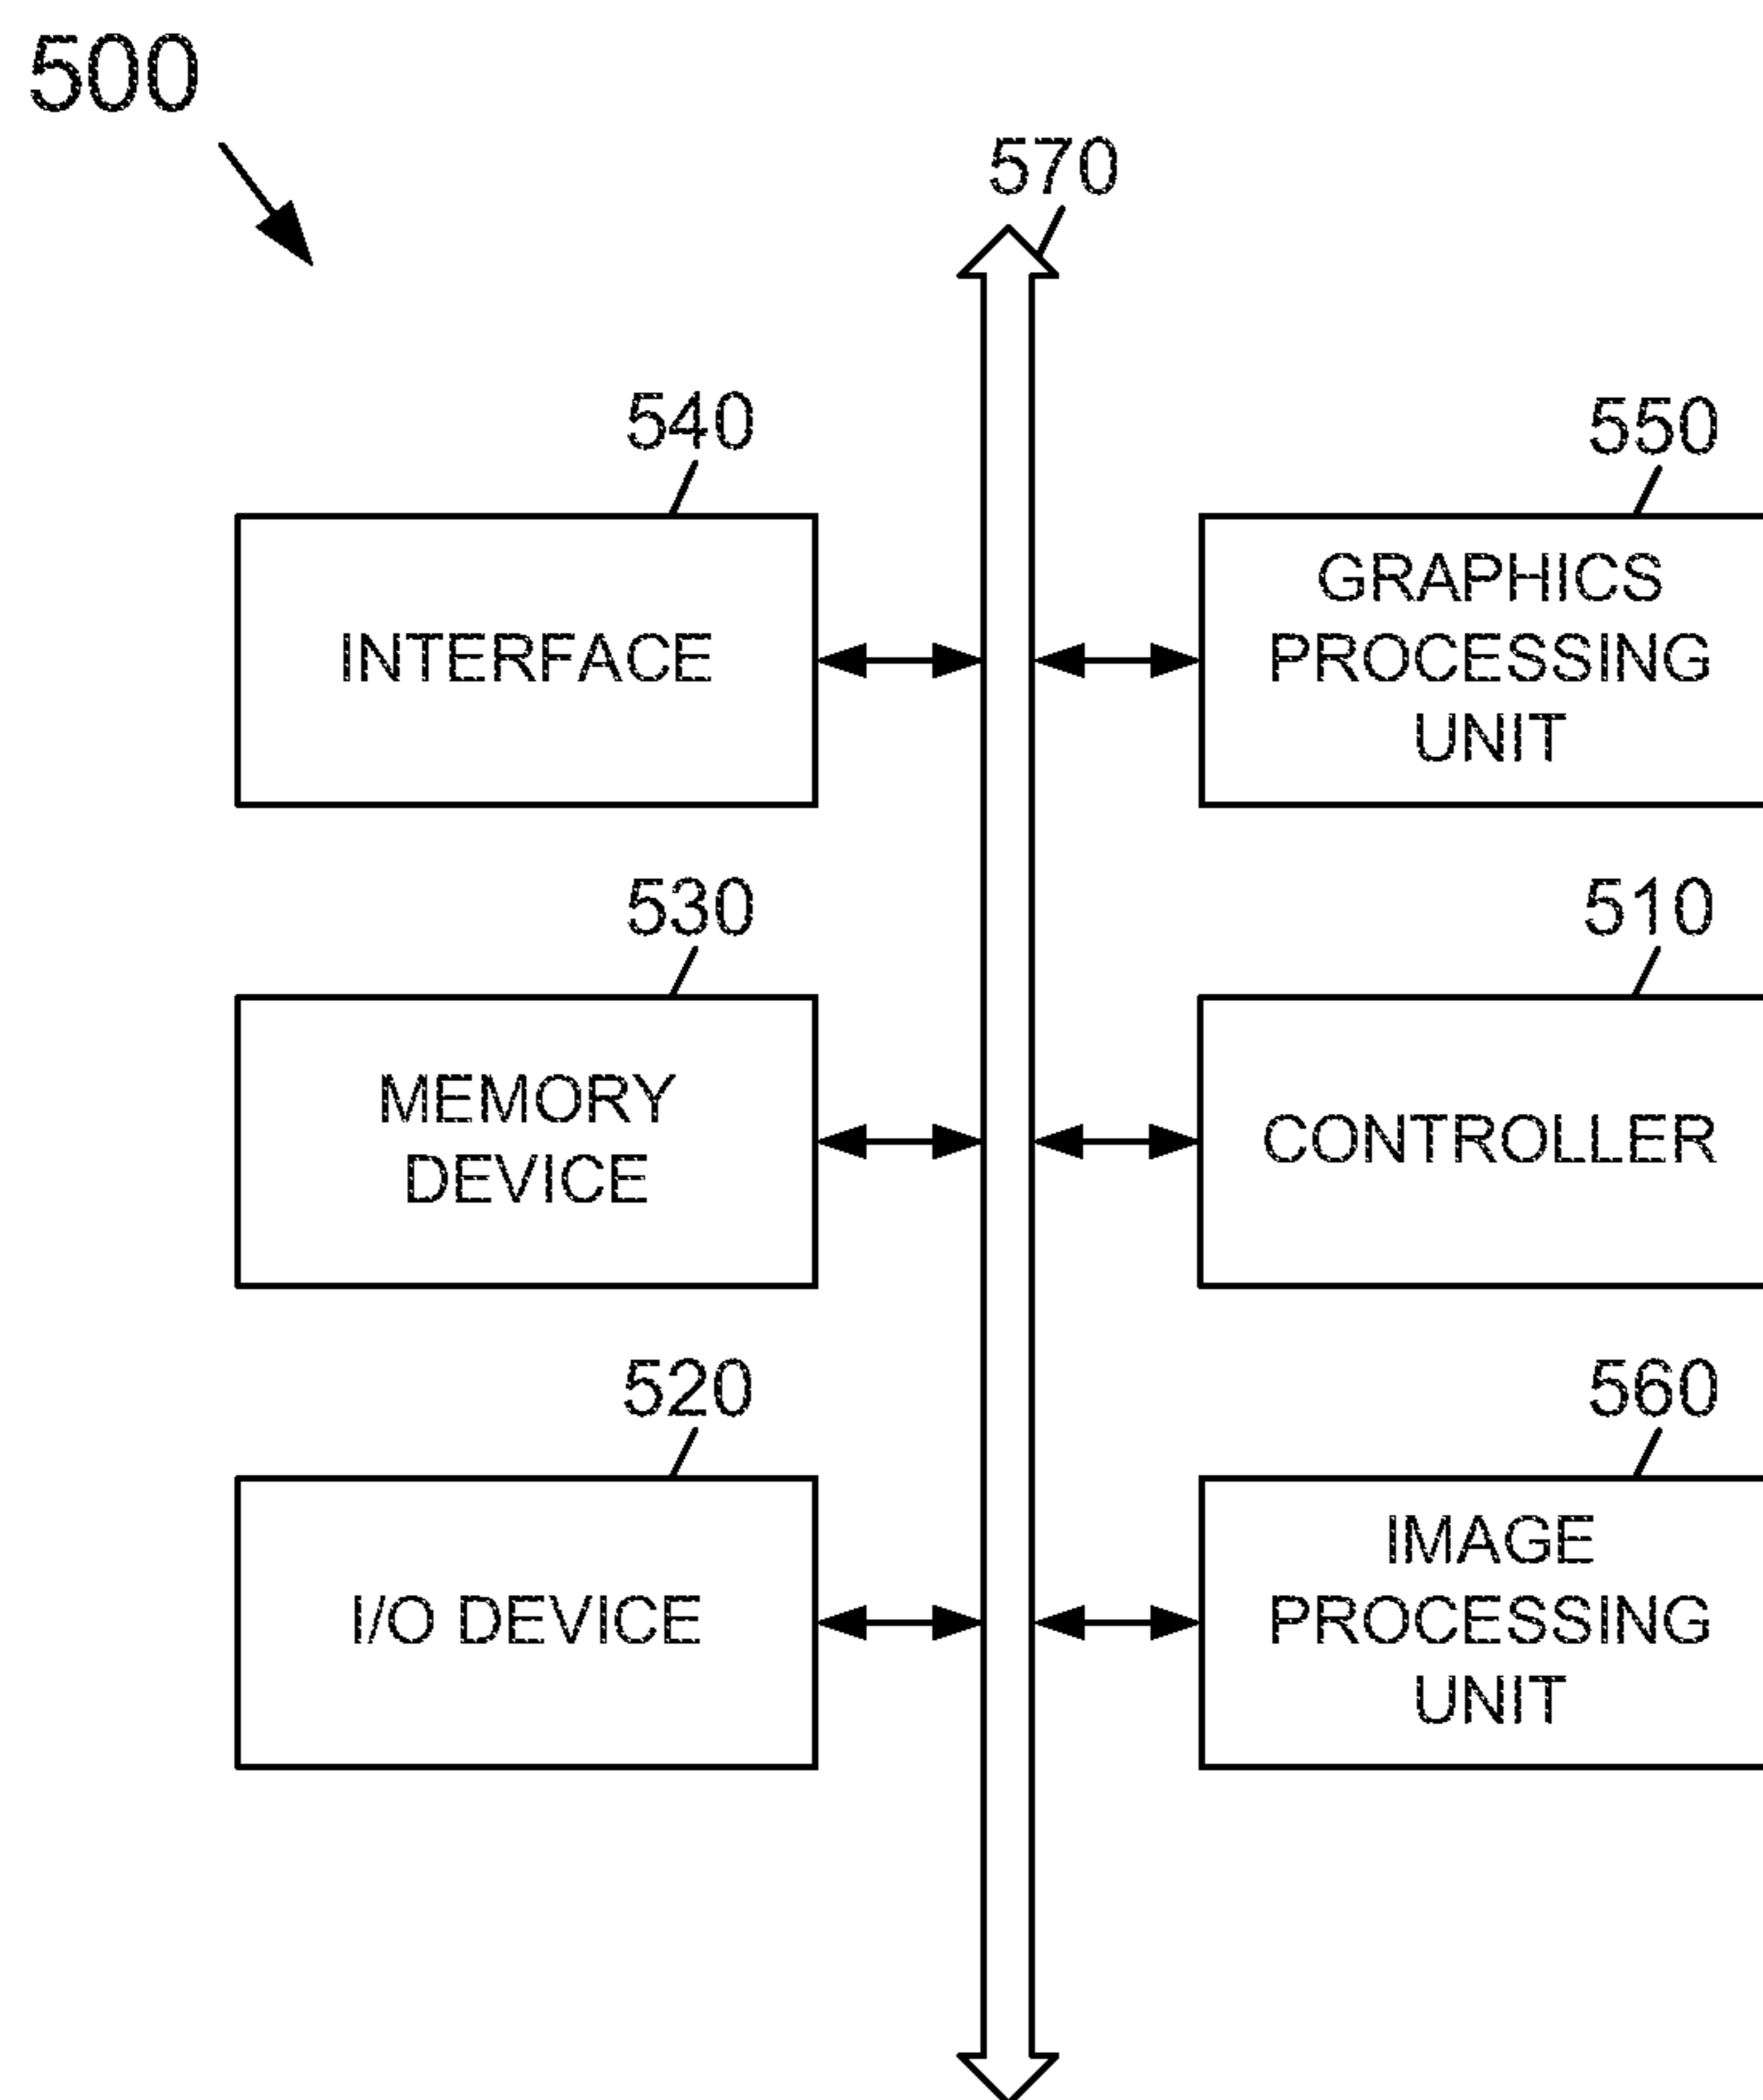 500
570
540
550
INTERFACE
GRAPHICS
PROCESSING
UNIT
530
510
MEMORY
DEVICE
CONTROLLER
520
560
I/O DEVICE
IMAGE
PROCESSING
UNIT